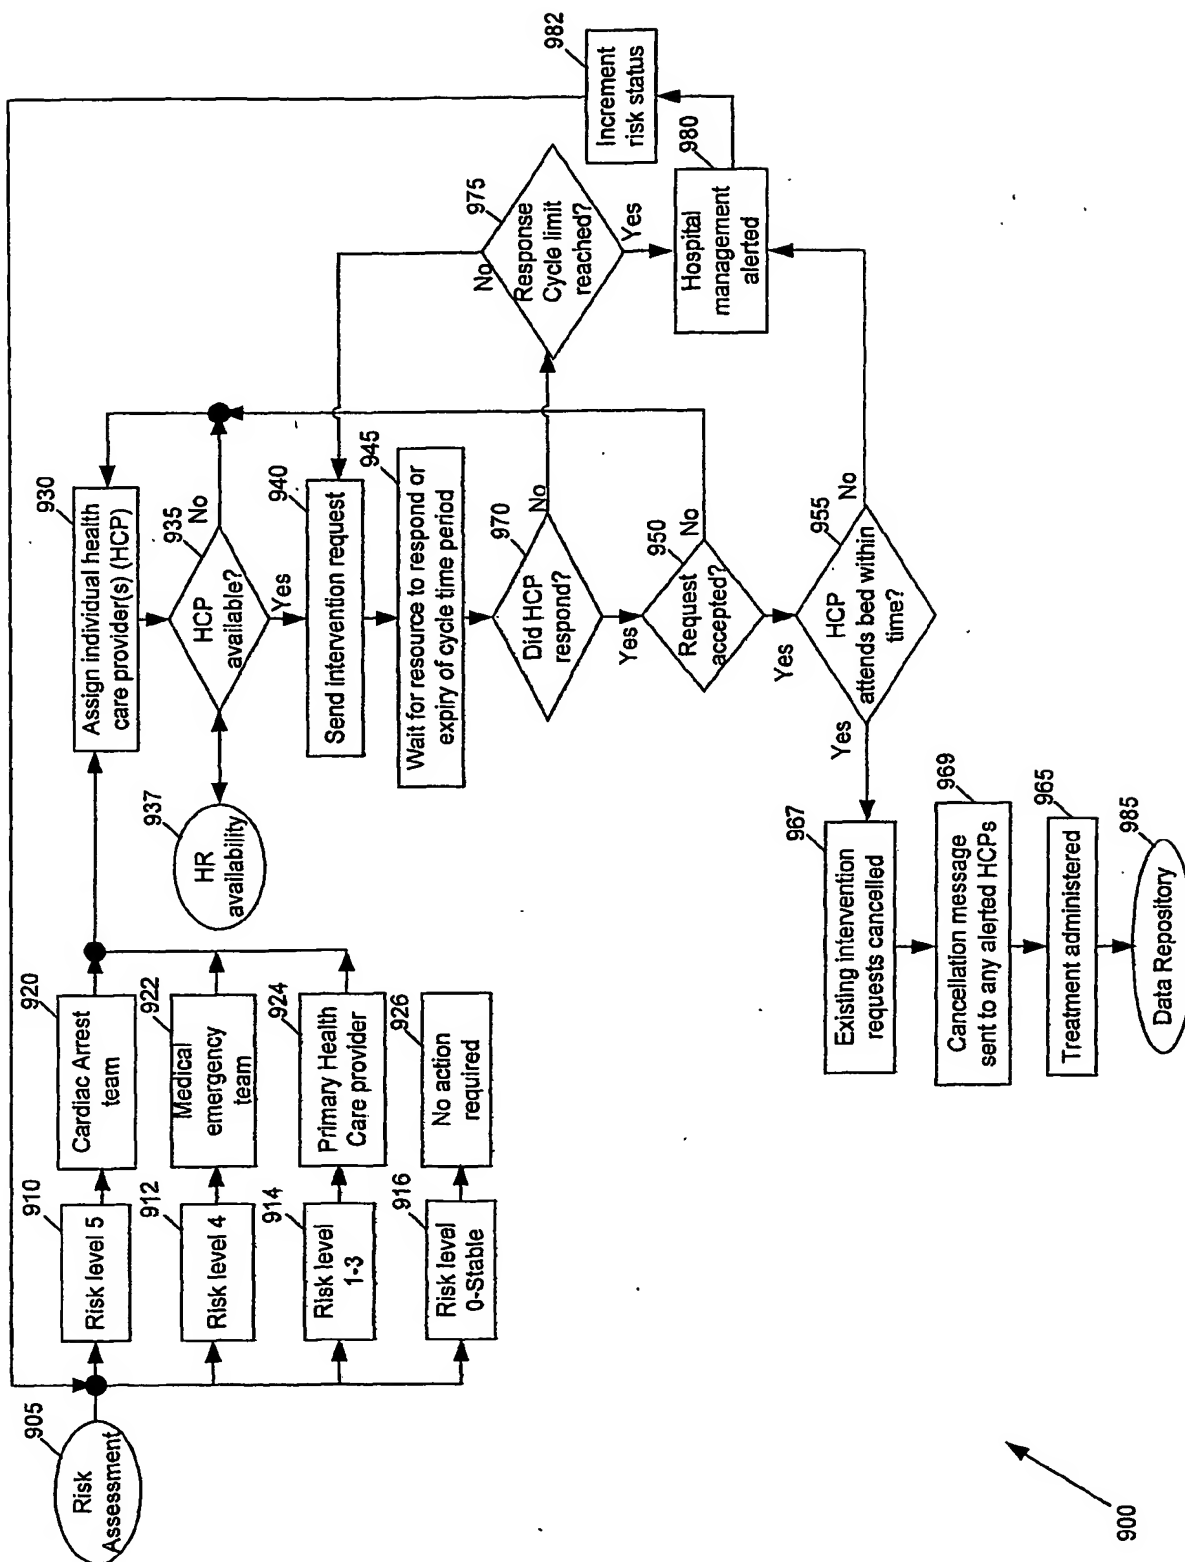 905
Risk
Assessment
910
Risk level 5
912
Risk level 4
914
Risk level
1-3
916
Risk level
0-Stable
920
Cardiac Arrest
team
922
Medical
emergency
team
924
Primary Health
Care provider
926
No action
required
930
Assign individual health
care provider(s) (HCP)
935
HCP
available?
No
Yes
937
HR
availability
940
Send intervention request
945
Wait for resource to respond or
expiry of cycle time period
970
Did HCP
respond?
No
Yes
950
Request
accepted?
No
Yes
955
HCP
attends bed within
time?
No
Yes
975
Response
Cycle limit
reached?
No
Yes
980
Hospital
management
alerted
982
Increment
risk status
967
Existing intervention
requests cancelled
969
Cancellation message
sent to any alerted HCPs
965
Treatment administered
985
Data Repository
900